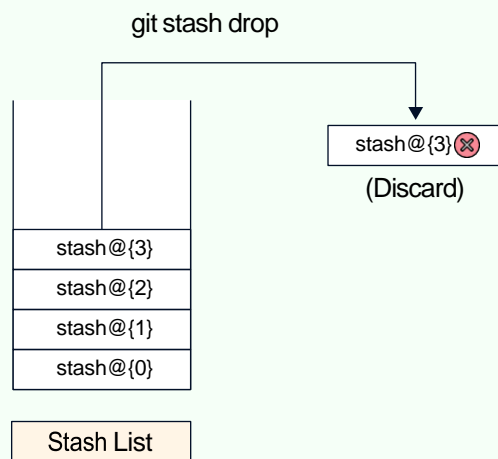 git stash drop
stash@{3}
(Discard)
stash@{3}
stash@{2}
stash@{1}
stash@{0}
Stash List